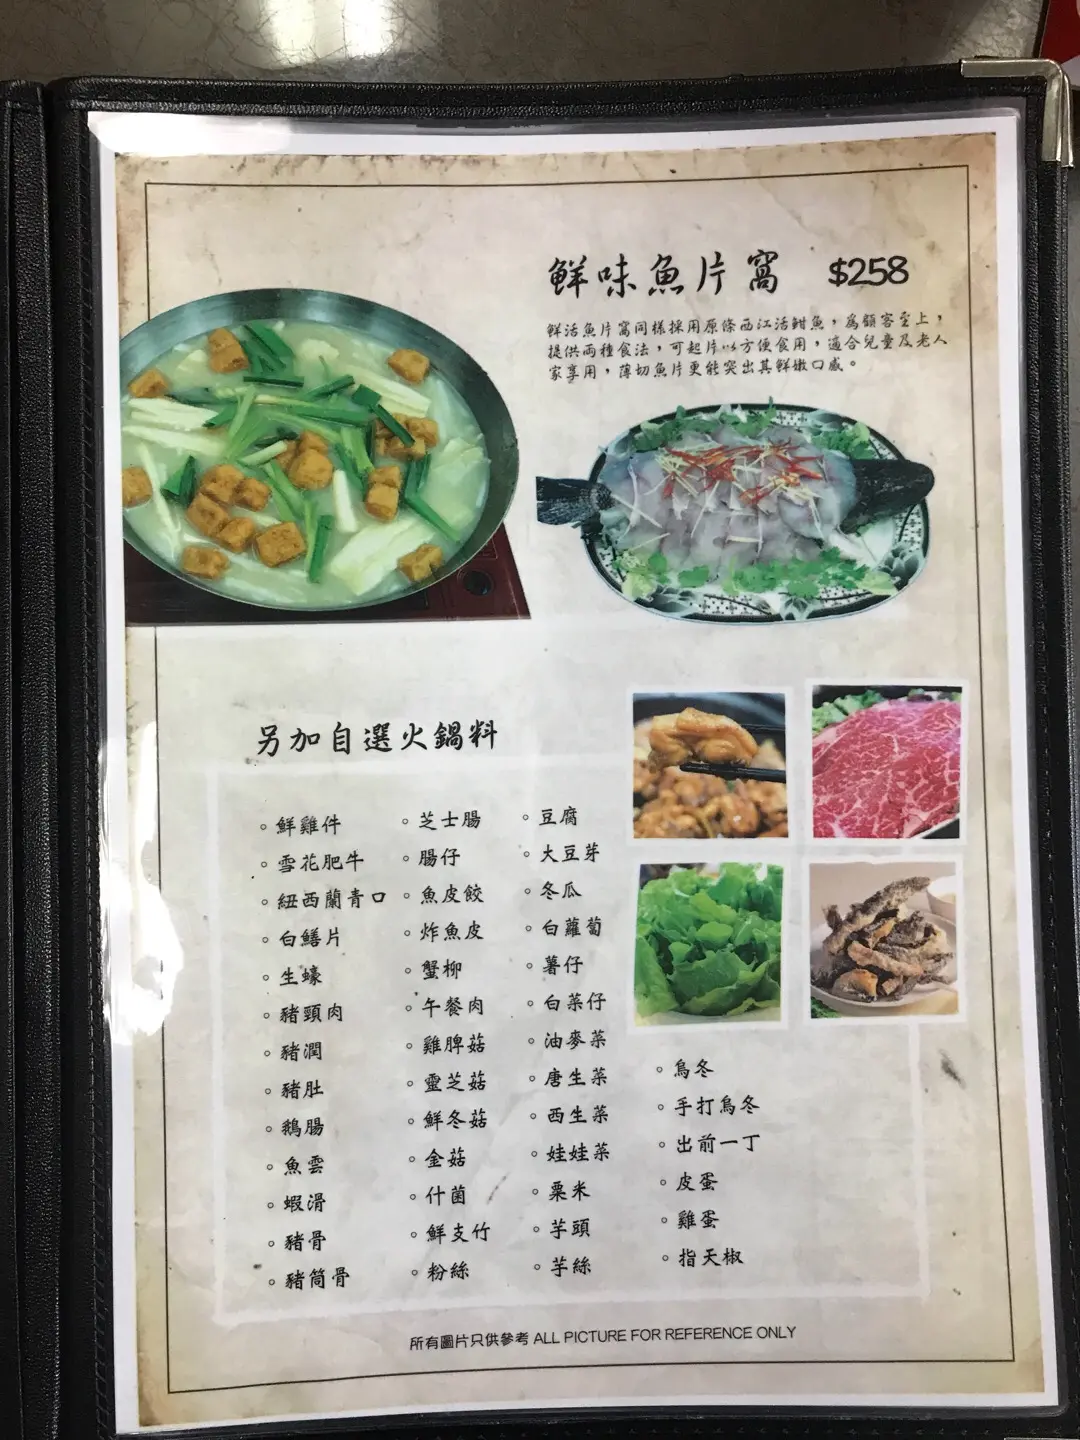 鮮味魚片窩 $258
鮮活魚片窩同樣採用原條西江活鮒魚，為顧客至上，
提供兩種食法，可起片以方便食用，適合兒童及老人
家享用，薄切魚片更能突出其鮮嫩口感。
另加自選火鍋料
。鮮雞件
。雪花肥牛
。紐西蘭青口
。白鱔片
。生蠔
。豬頸肉
。豬潤
。豬肚
。鵝腸
。魚雲
。蝦滑
。豬骨
。豬筒骨
。芝士腸
。腸仔
。魚皮餃
。炸魚皮
。蟹柳
。午餐肉
。雞脾菇
。靈芝菇
。鮮冬菇
。金菇
。什菌
。鮮支竹
。粉絲
。豆腐
。大豆芽
。冬瓜
。白蘿蔔
。薯仔
。白菜仔
。油麥菜
。唐生菜
。西生菜
。娃娃菜
。粟米
。芋頭
。芋絲
。烏冬
。手打烏冬
。出前一丁
。皮蛋
。雞蛋
。指天椒
所有圖片只供參考 ALL PICTURE FOR REFERENCE ONLY